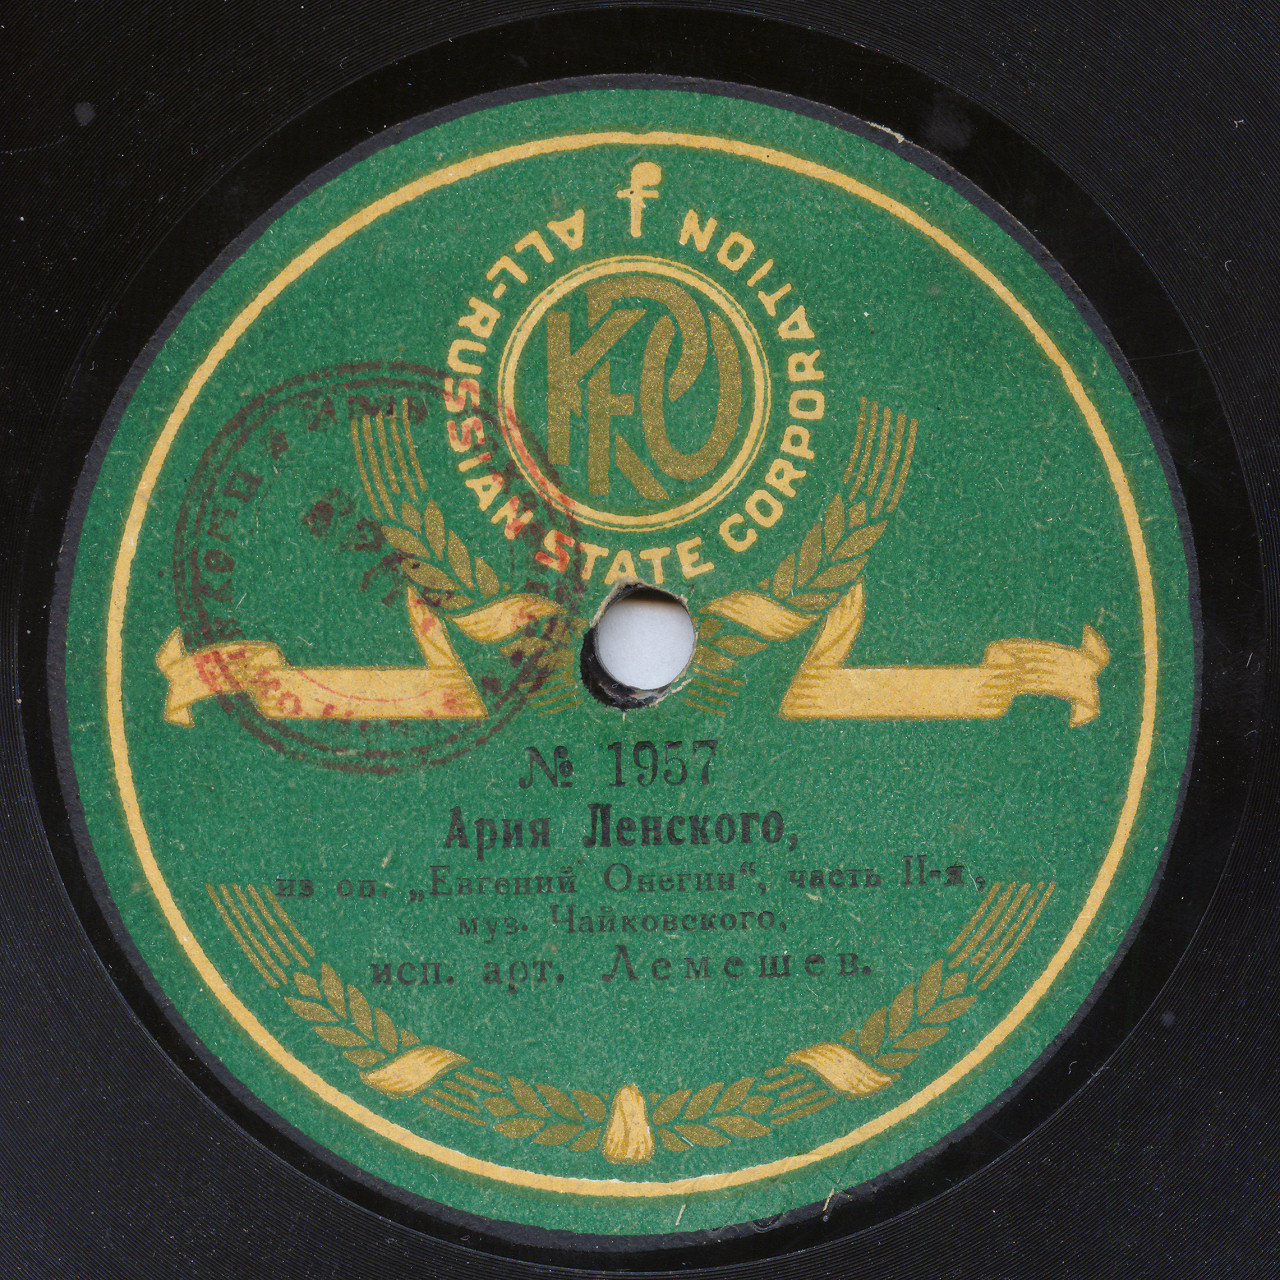 ALL-RUSSIAN STATE CORPORATION
№ 1957
Ария Ленского,
из оп. „Евгений Онегин“, часть II-я,
муз. Чайковского,
исп. арт. Лемешев.